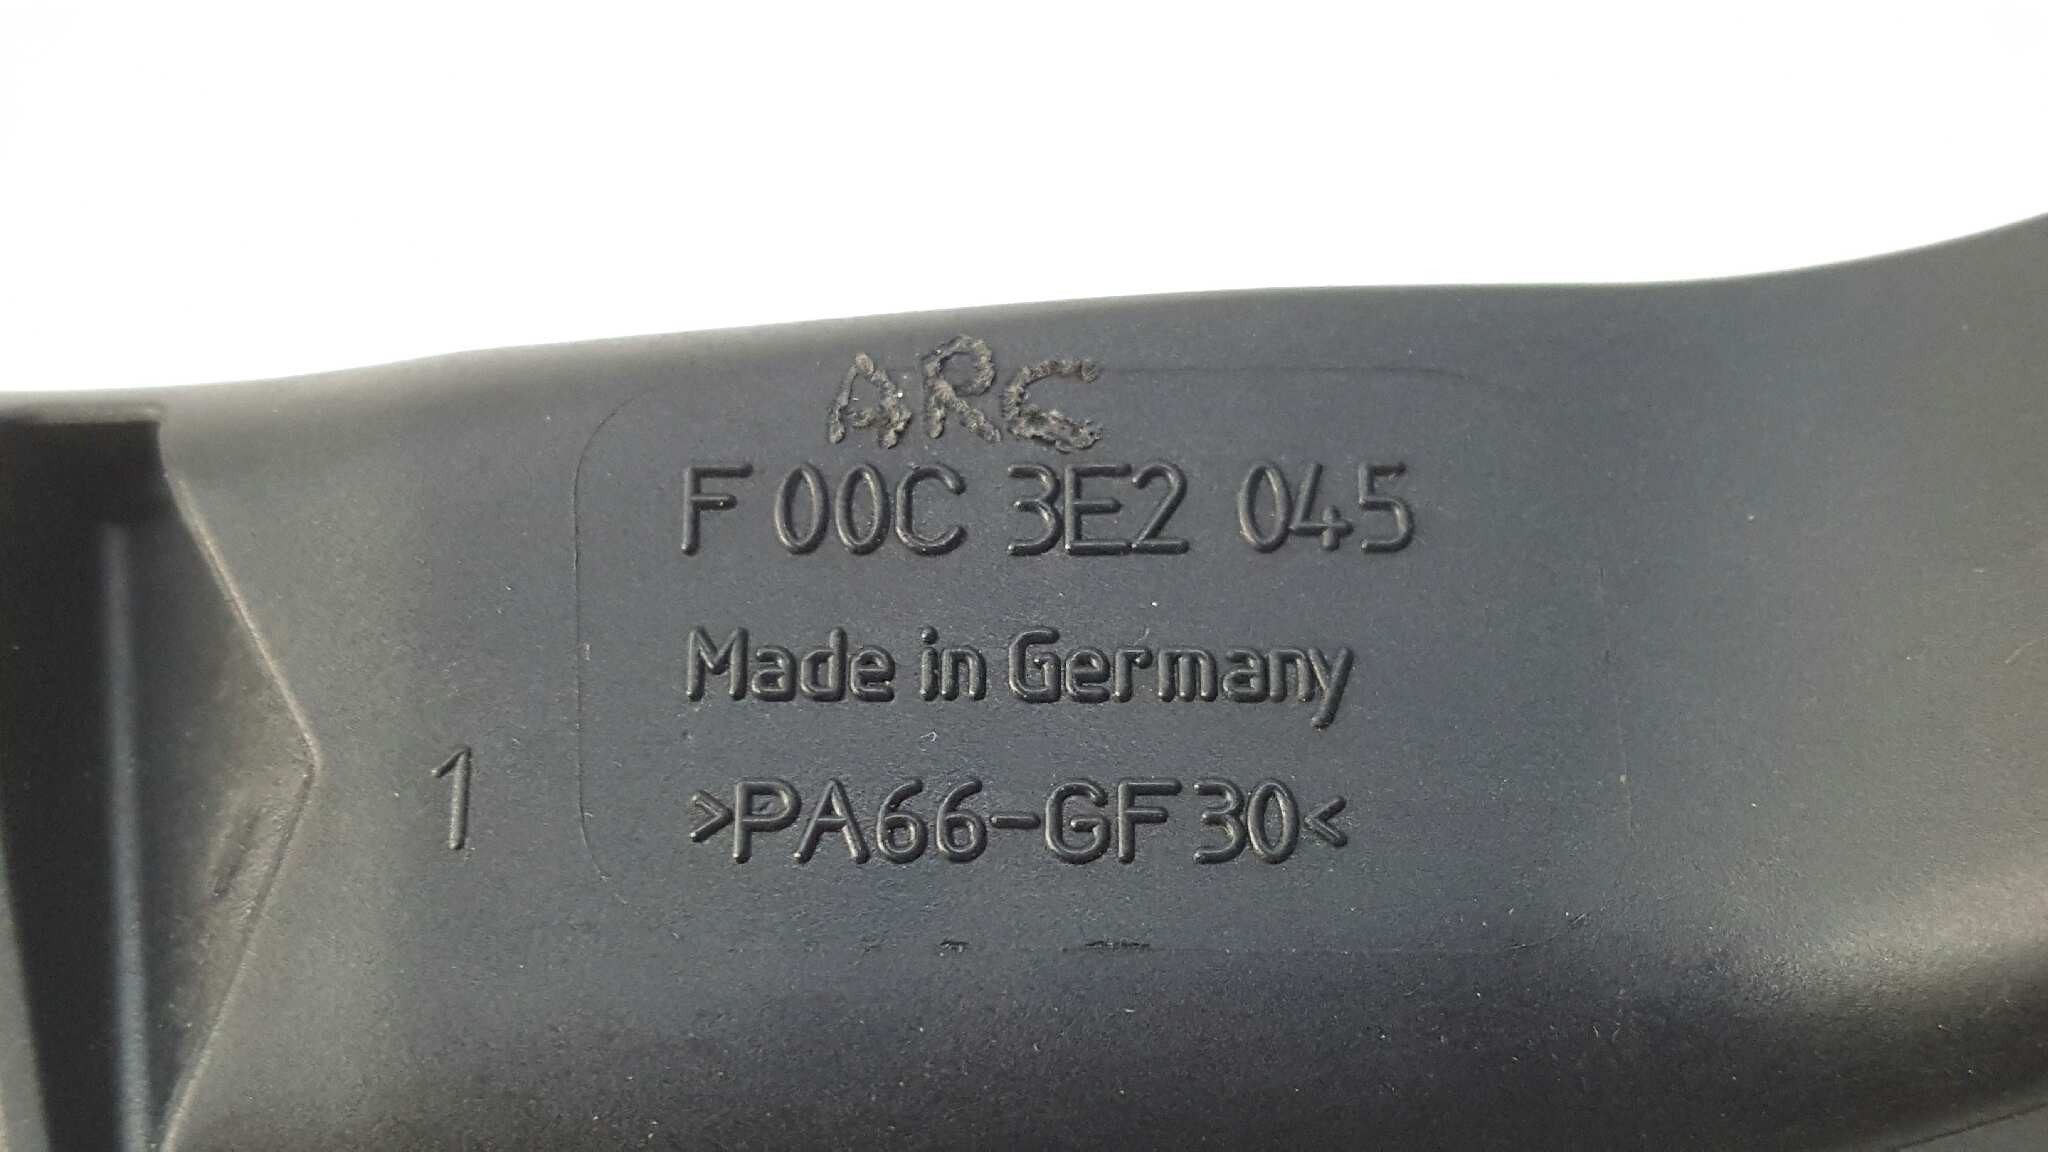 ARC
F 00C 3E2 045
Made in Germany
1
>PA66-GF30<